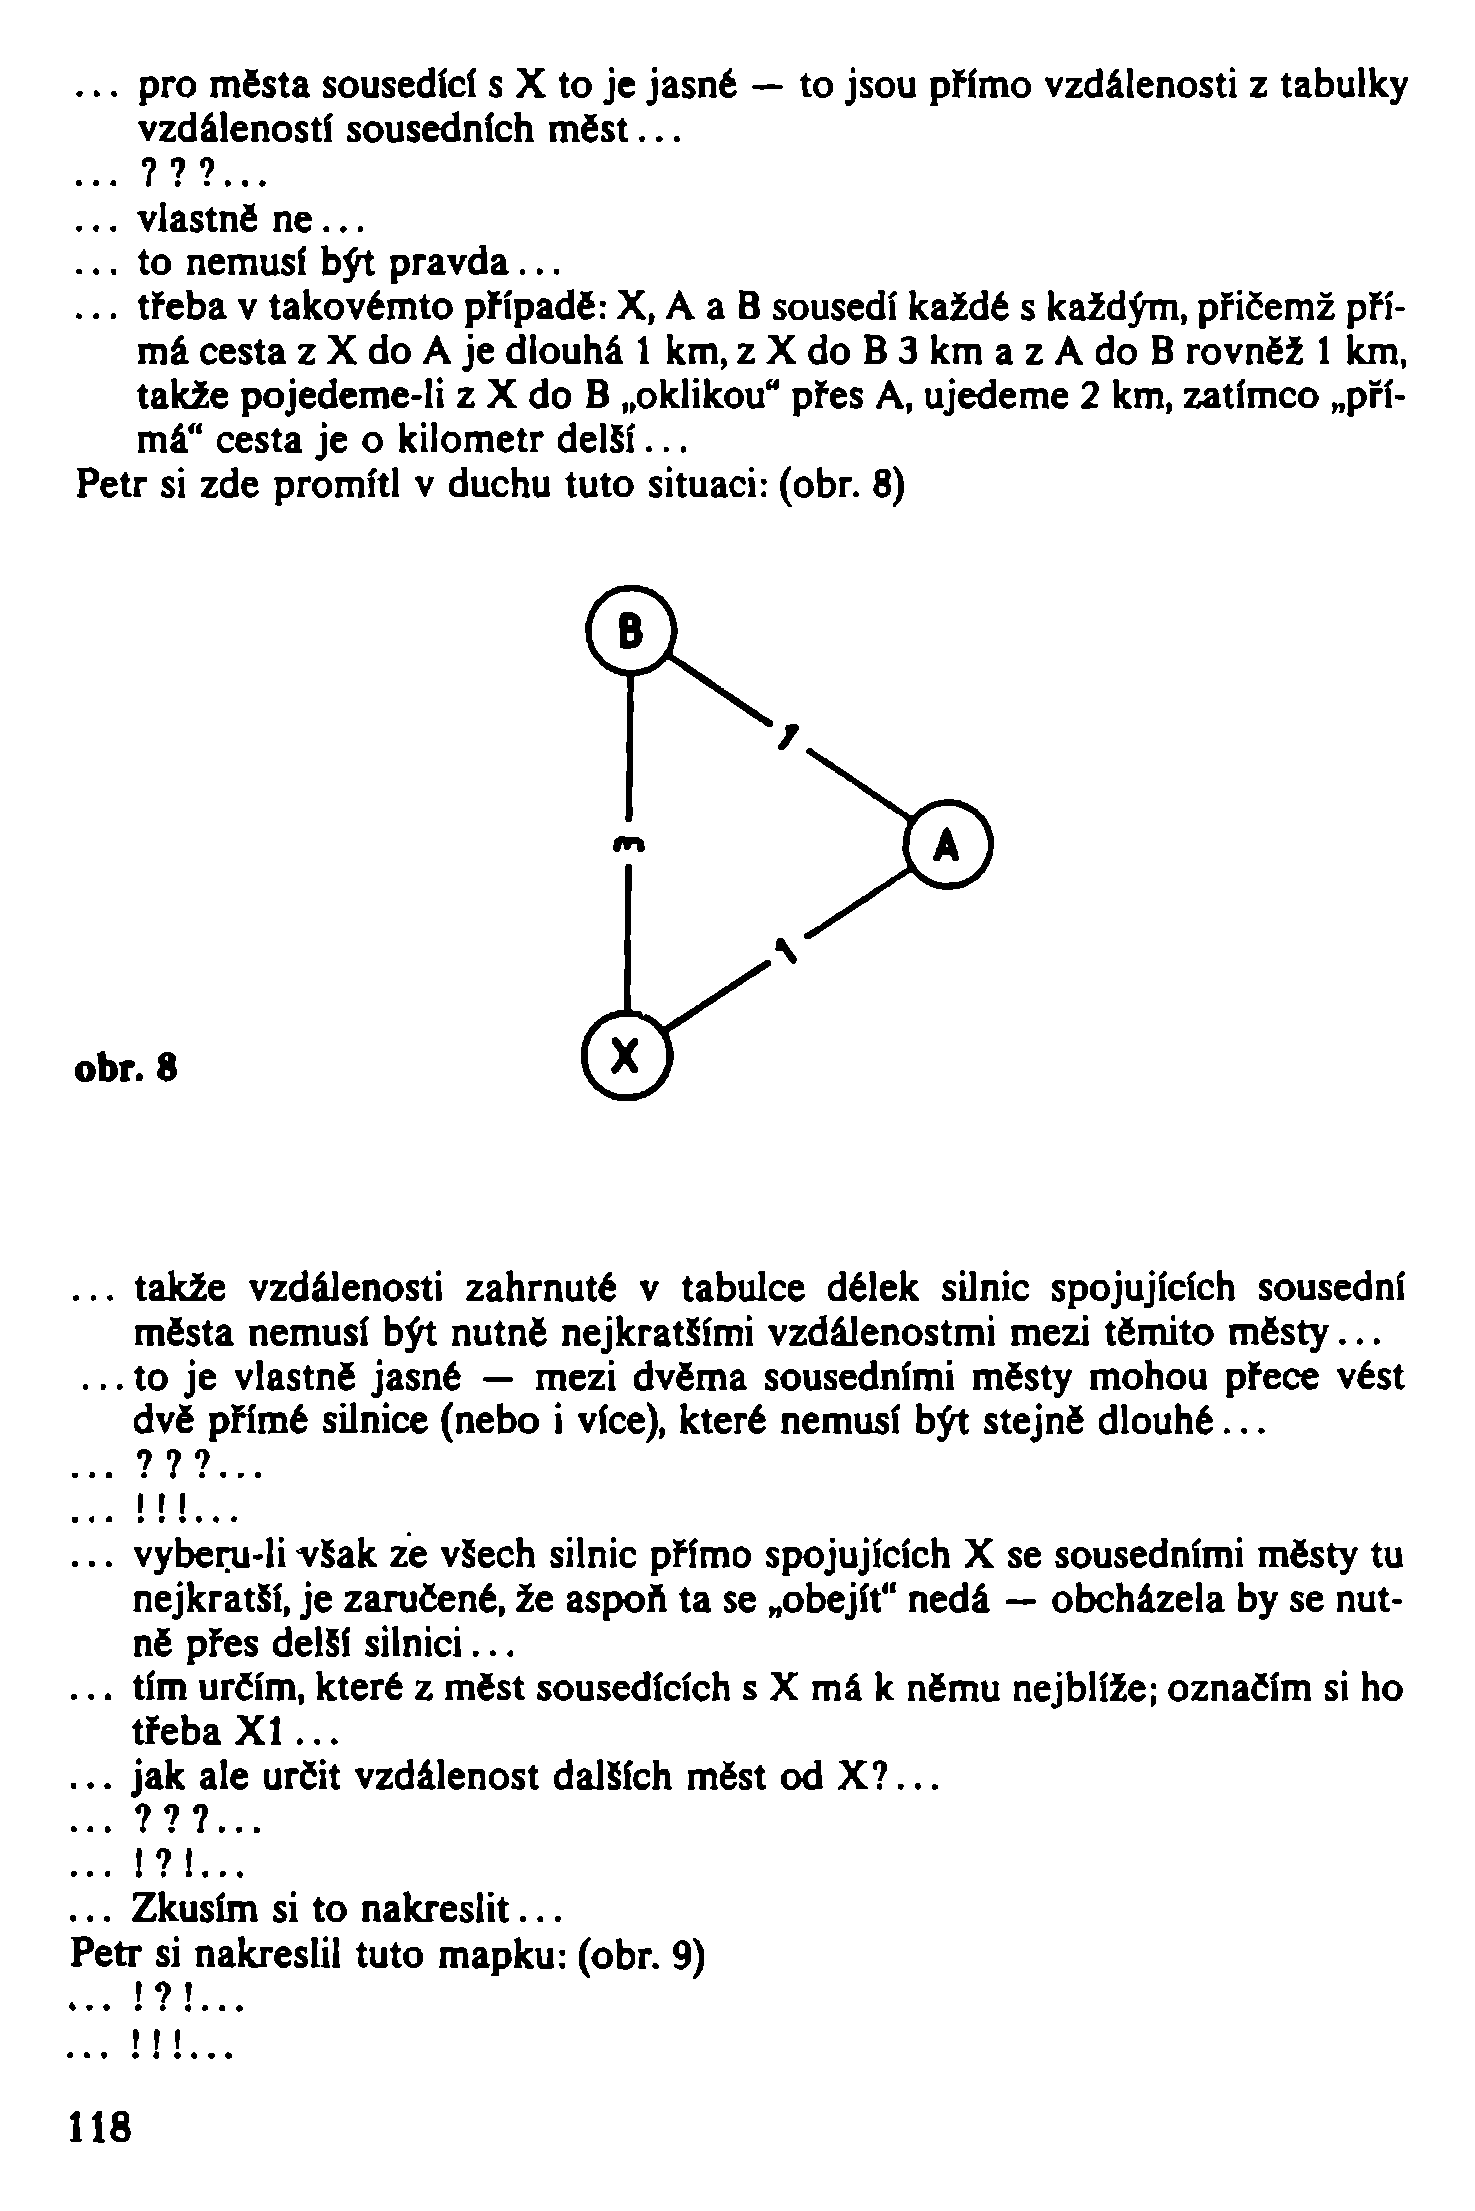 ... pro města sousedící s X to je jasné — to jsou přímo vzdálenosti z tabulky
vzdáleností sousedních měst...
... ? ? ?...
... vlastně ne...
... to nemusí být pravda...
... třeba v takovémto případě: X, A a B sousedí každé s každým, přičemž pří-
má cesta z X do A je dlouhá 1 km, z X do B 3 km a z A do B rovněž 1 km,
takže pojedeme-li z X do B „oklikou“ přes A, ujedeme 2 km, zatímco „pří-
má“ cesta je o kilometr delší...
Petr si zde promítl v duchu tuto situaci: (obr. 8)
B
1
3
A
1
X
obr. 8
... takže vzdálenosti zahrnuté v tabulce délek silnic spojujících sousední
města nemusí být nutně nejkratšími vzdálenostmi mezi těmito městy...
...to je vlastně jasné — mezi dvěma sousedními městy mohou přece vést
dvě přímé silnice (nebo i více), které nemusí být stejně dlouhé...
... ? ? ?...
... ! ! !...
... vyberu-li však ze všech silnic přímo spojujících X se sousedními městy tu
nejkratší, je zaručené, že aspoň ta se „obejít“ nedá — obcházela by se nut-
ně přes delší silnici...
... tím určím, které z měst sousedících s X má k němu nejblíže; označím si ho
třeba X1...
... jak ale určit vzdálenost dalších měst od X?...
... ? ? ?...
... ! ? !...
... Zkusím si to nakreslit...
Petr si nakreslil tuto mapku: (obr. 9)
... ! ? !...
... ! ! !...
118